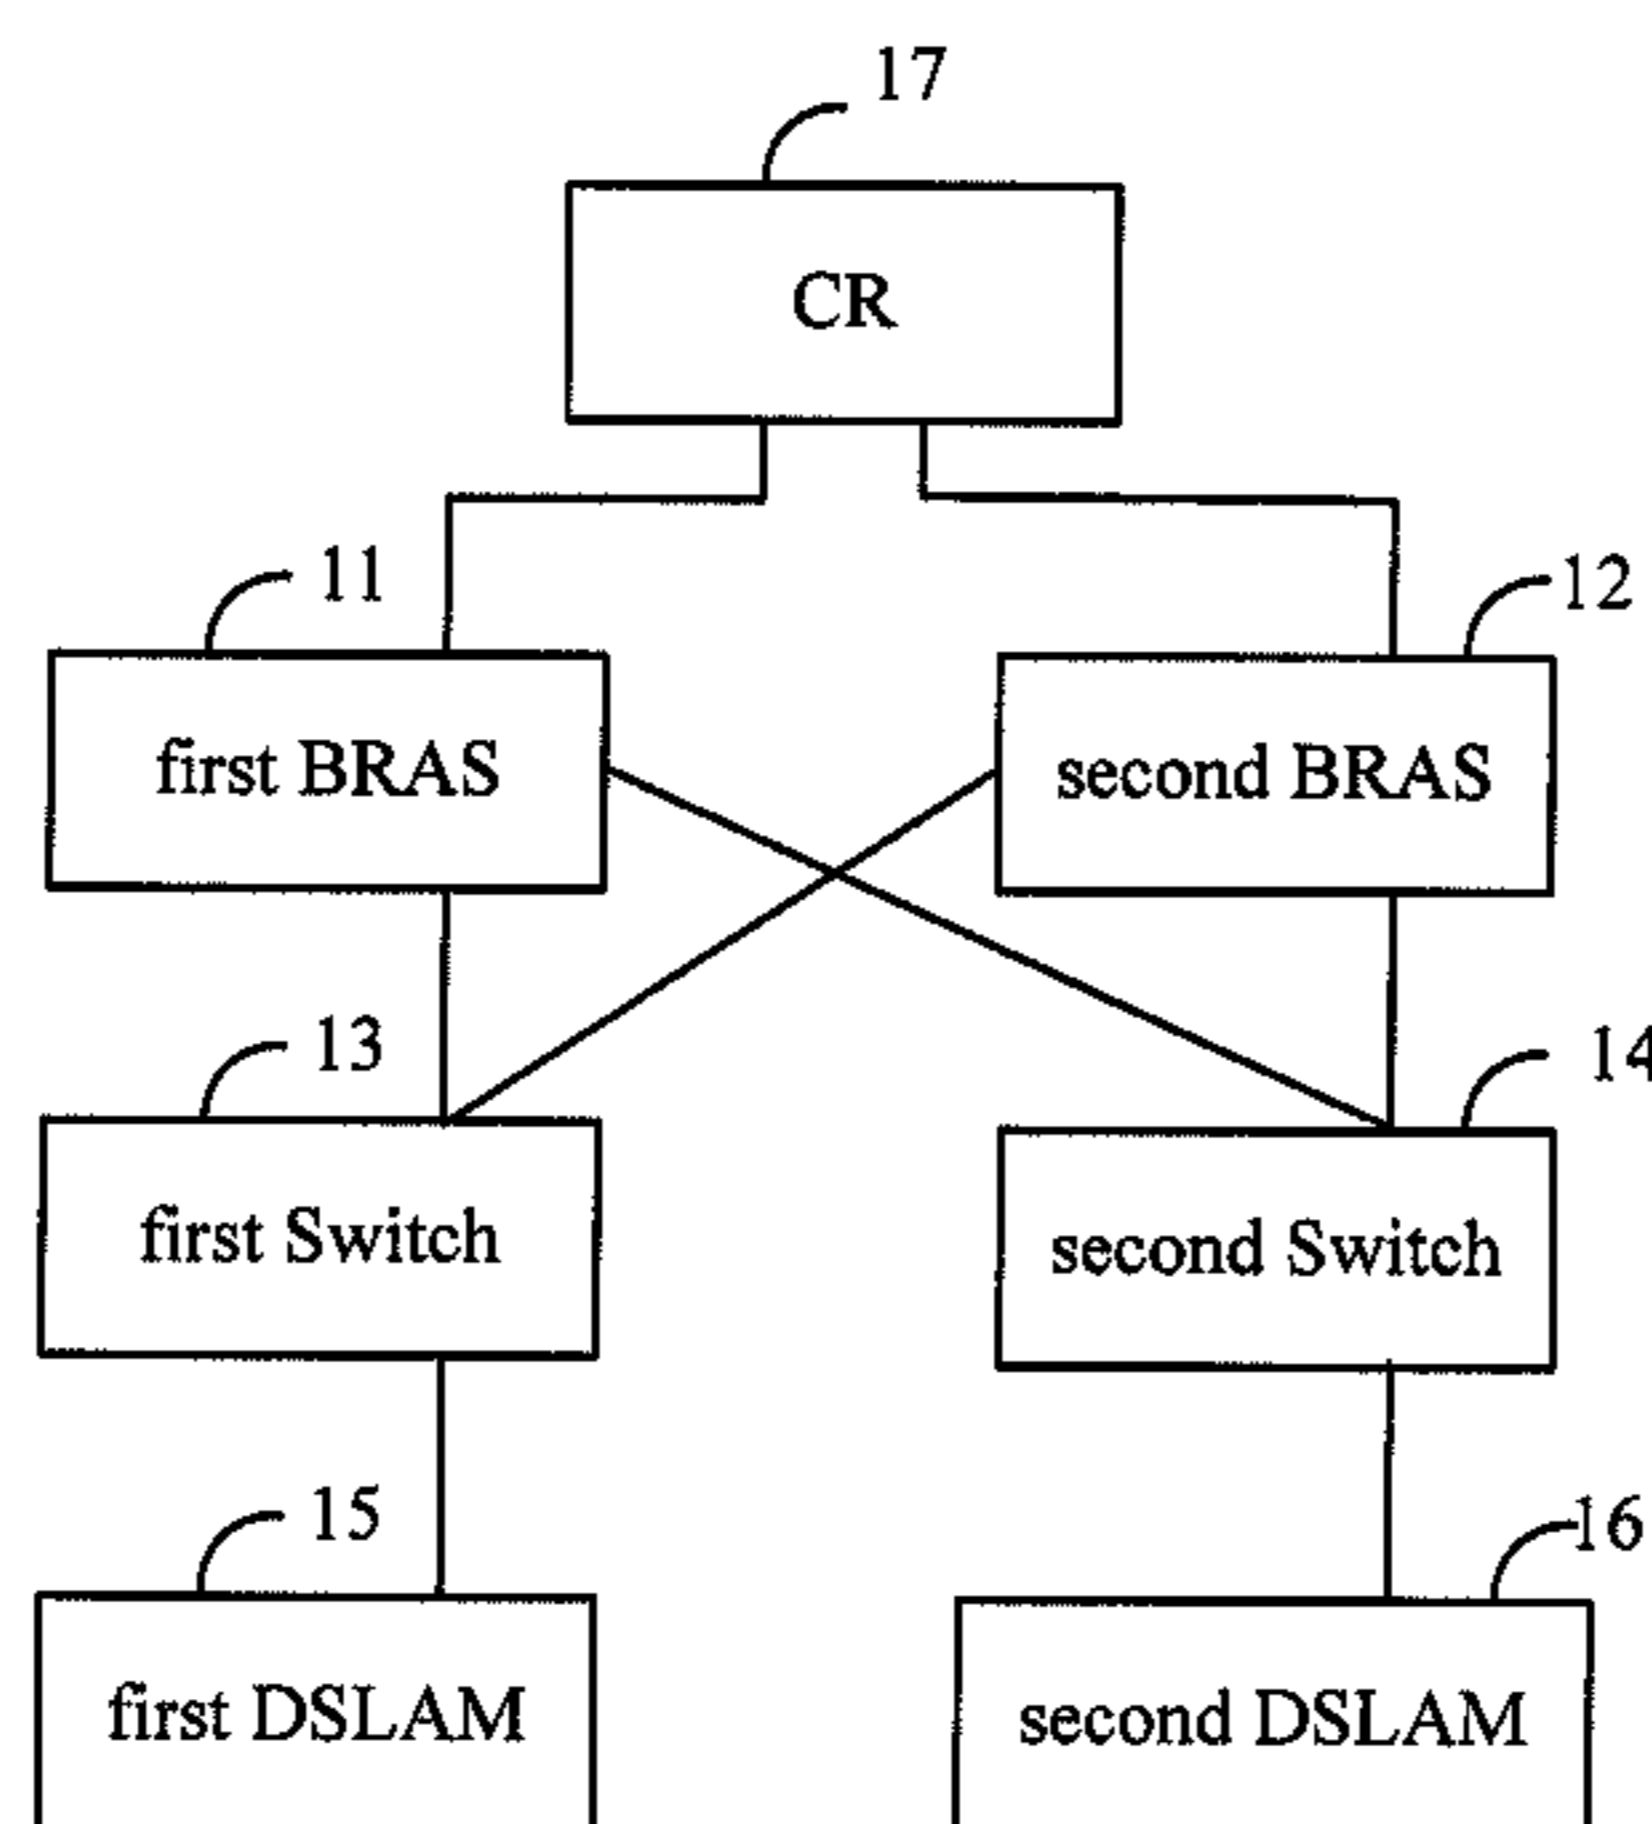 17
CR
11
12
first BRAS
second BRAS
13
14
first Switch
second Switch
15
16
first DSLAM
second DSLAM